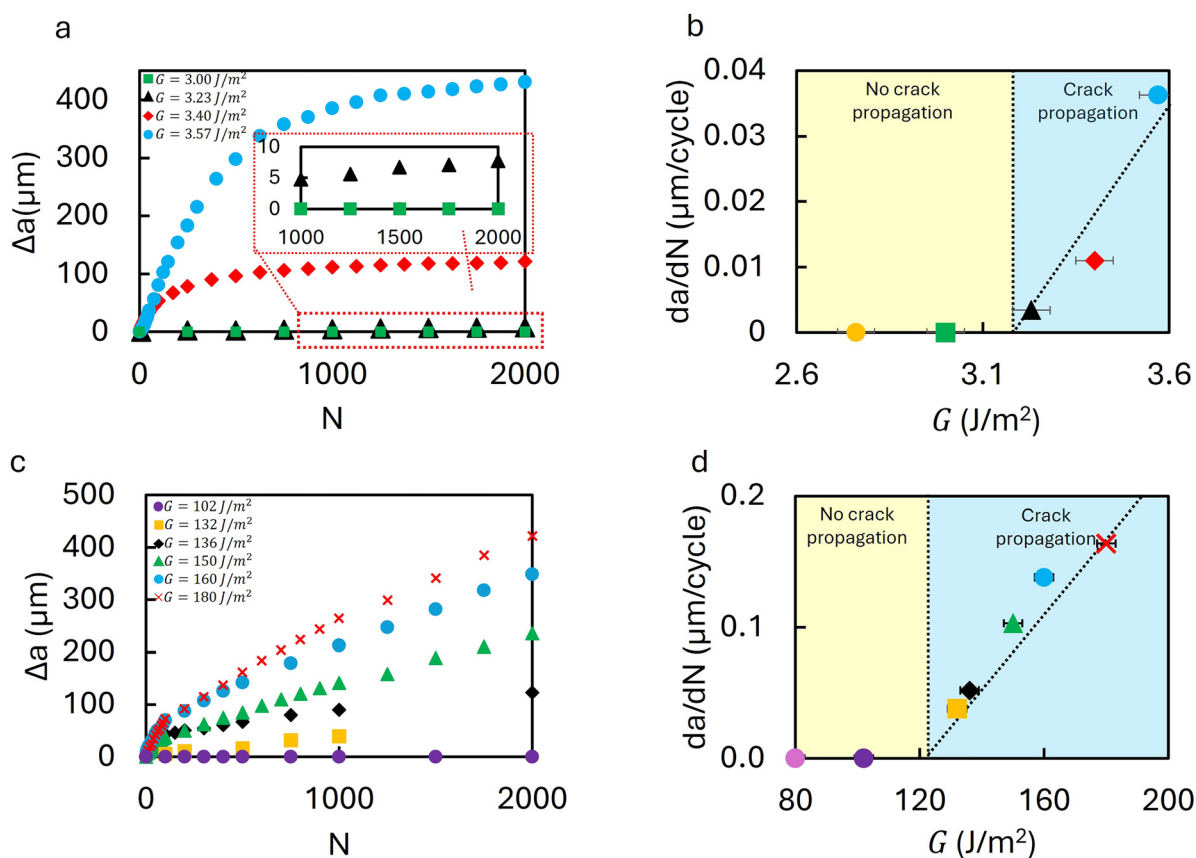 a
Δa(μm)
400
300
200
100
0
G = 3.00 J/m²
G = 3.23 J/m²
G = 3.40 J/m²
G = 3.57 J/m²
10
5
0
1000
1500
2000
0
1000
2000
N
b
da/dN (μm/cycle)
0.04
0.03
0.02
0.01
0
No crack
propagation
Crack
propagation
2.6
3.1
3.6
G (J/m²)
c
Δa (μm)
500
400
300
200
100
0
G = 102 J/m²
G = 132 J/m²
G = 136 J/m²
G = 150 J/m²
G = 160 J/m²
G = 180 J/m²
0
1000
2000
N
d
da/dN (μm/cycle)
0.2
0.1
0.0
No crack
propagation
Crack
propagation
80
120
160
200
G (J/m²)